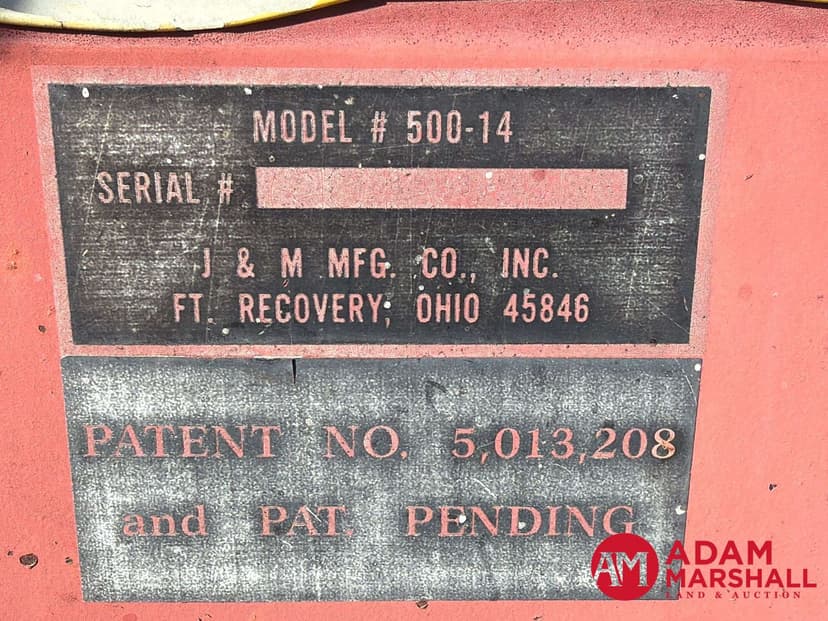 MODEL # 500-14
SERIAL #
J & M MFG. CO., INC.
FT. RECOVERY, OHIO 45846
PATENT NO. 5,013,208
and PAT. PENDING
AM ADAM
MARSHALL
LAND & AUCTION